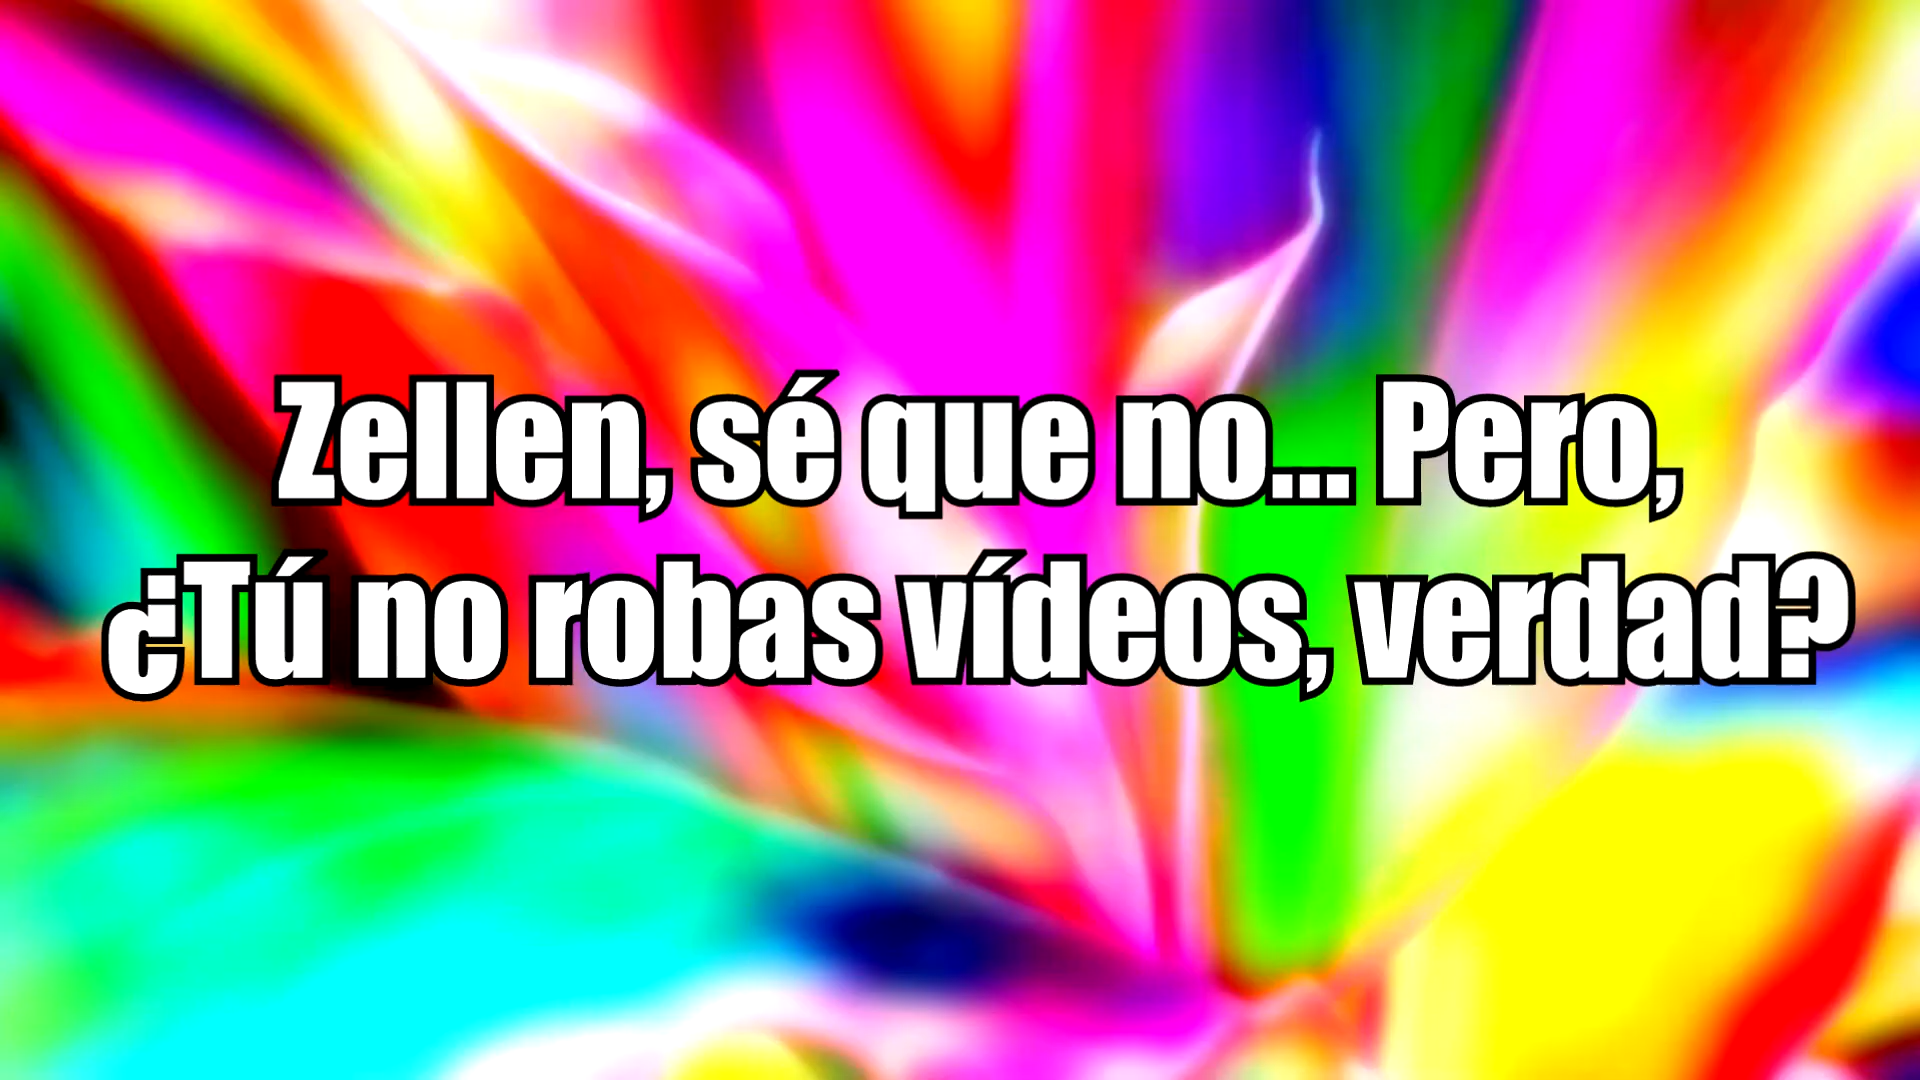 Zellen, sé que no... Pero,
¿Tú no robas vídeos, verdad?